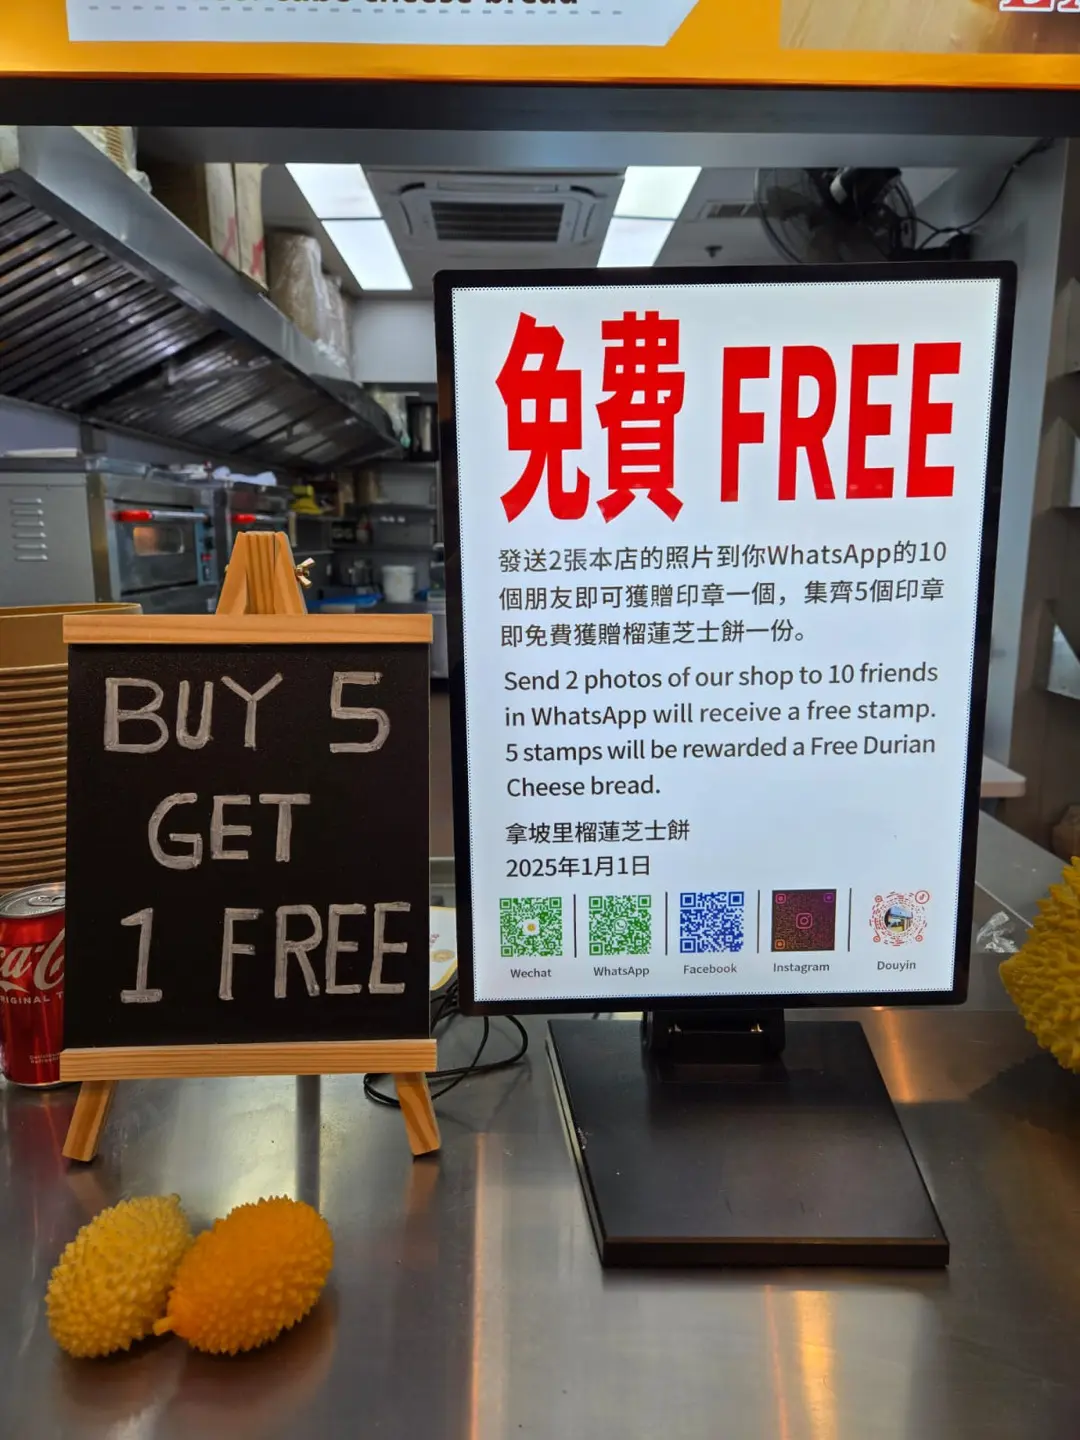 cheese bread
BUY 5
GET
1 FREE
免費 FREE
發送2張本店的照片到你WhatsApp的10
個朋友即可獲贈印章一個，集齊5個印章
即免費獲贈榴蓮芝士餅一份。
Send 2 photos of our shop to 10 friends
in WhatsApp will receive a free stamp.
5 stamps will be rewarded a Free Durian
Cheese bread.
拿坡里榴蓮芝士餅
2025年1月1日
Wechat
WhatsApp
Facebook
Instagram
Douyin